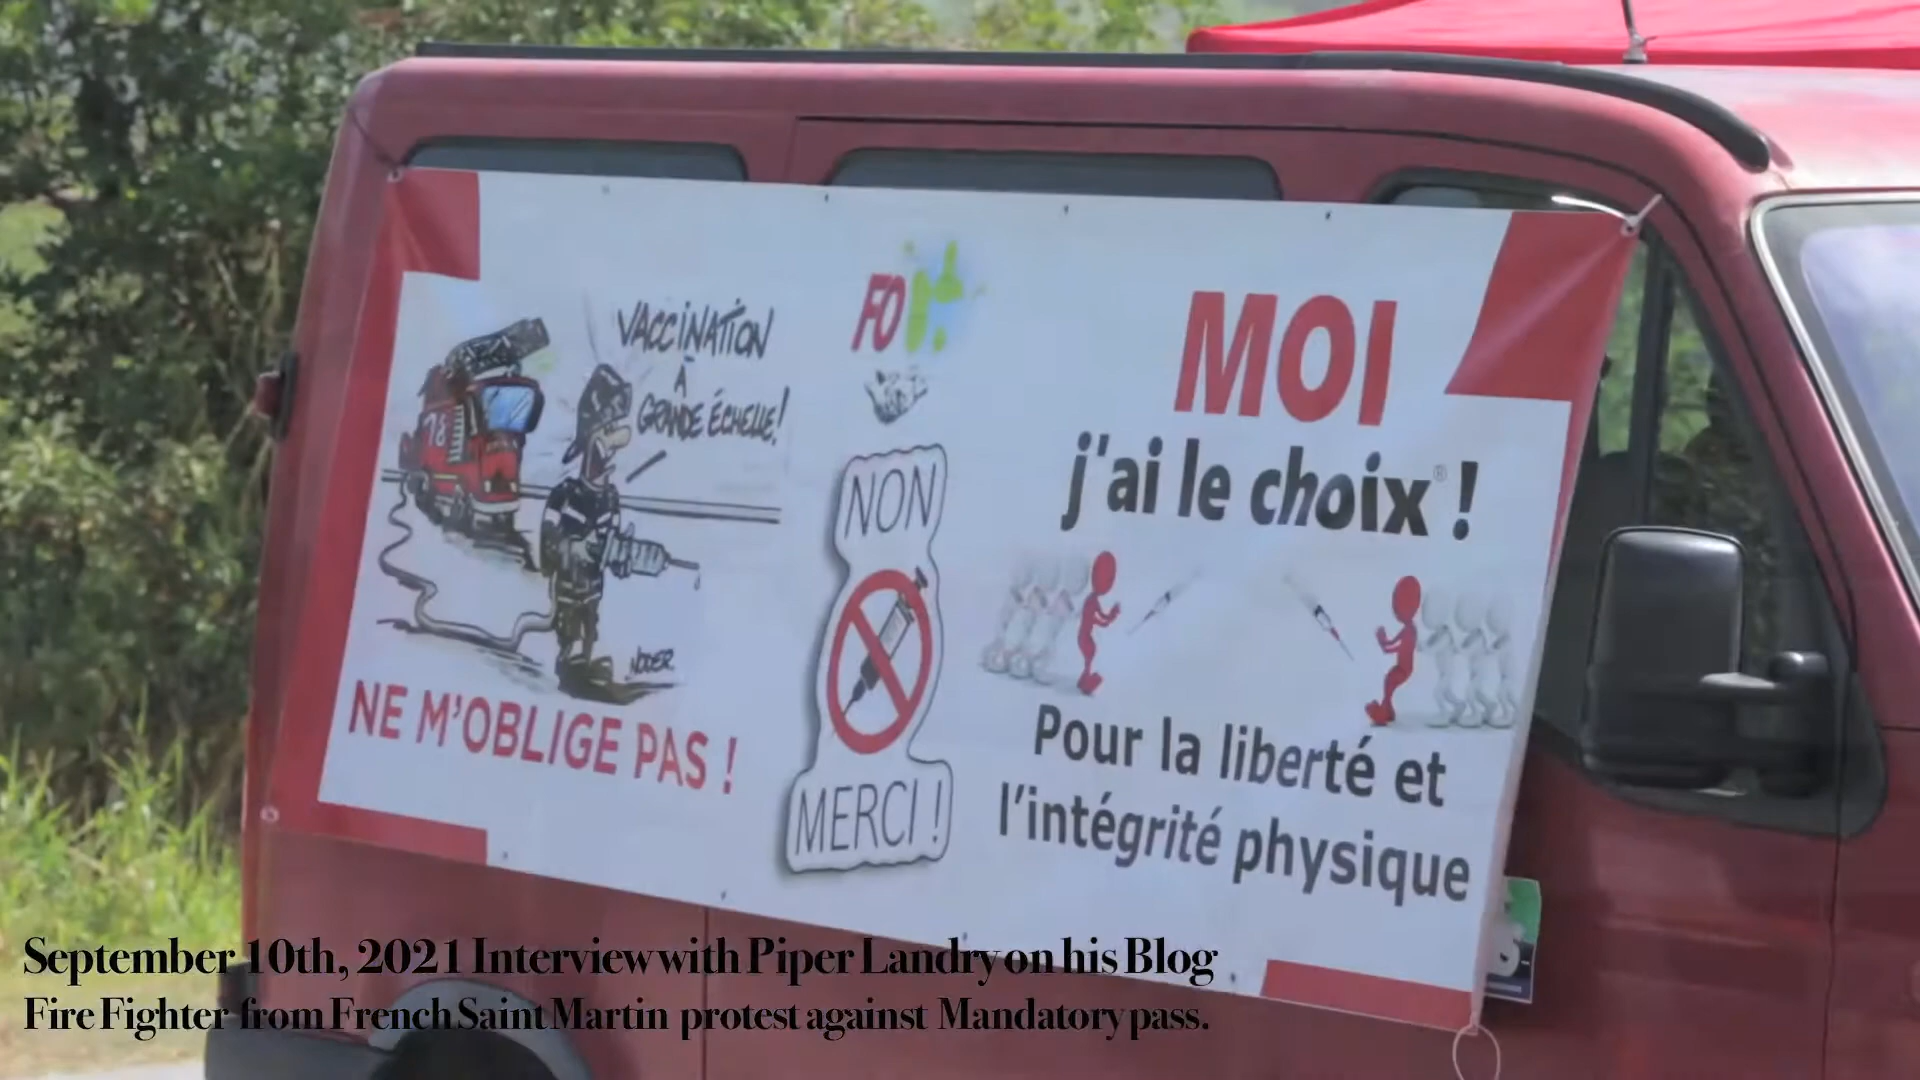 VACCINATION
À
GRANDE ÉCHELLE!
18
NODER
NE M'OBLIGE PAS !
FO
NON
MERCI !
MOI
j'ai le choix® !
Pour la liberté et
l'intégrité physique
September 10th, 2021 Interview with Piper Landry on his Blog
Fire Fighter from French Saint Martin protest against Mandatory pass.